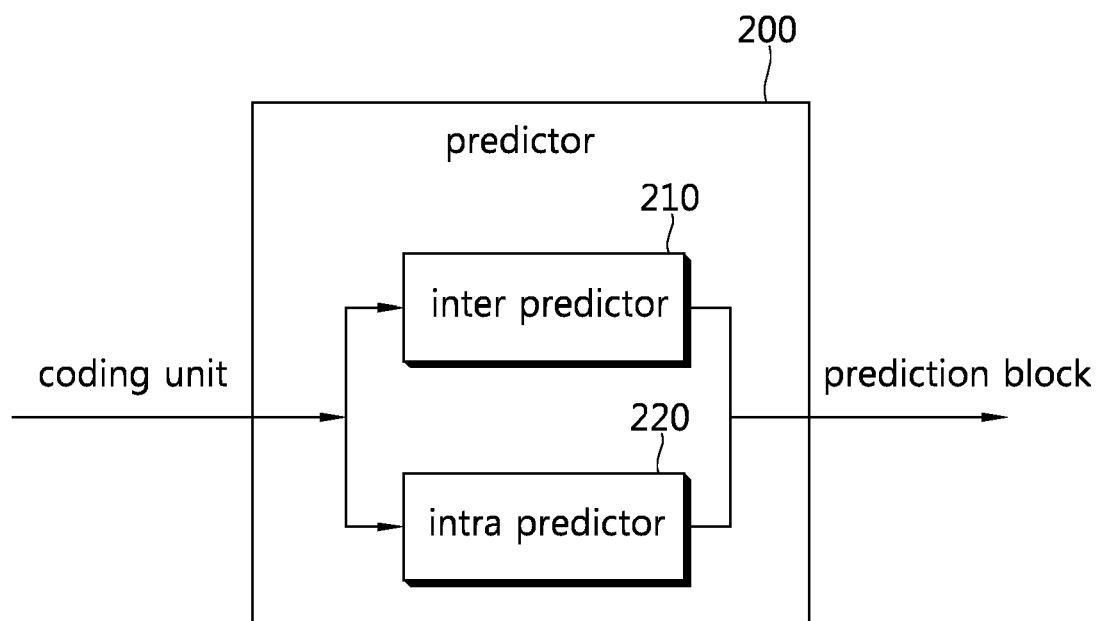 200
predictor
210
inter predictor
coding unit
prediction block
220
intra predictor